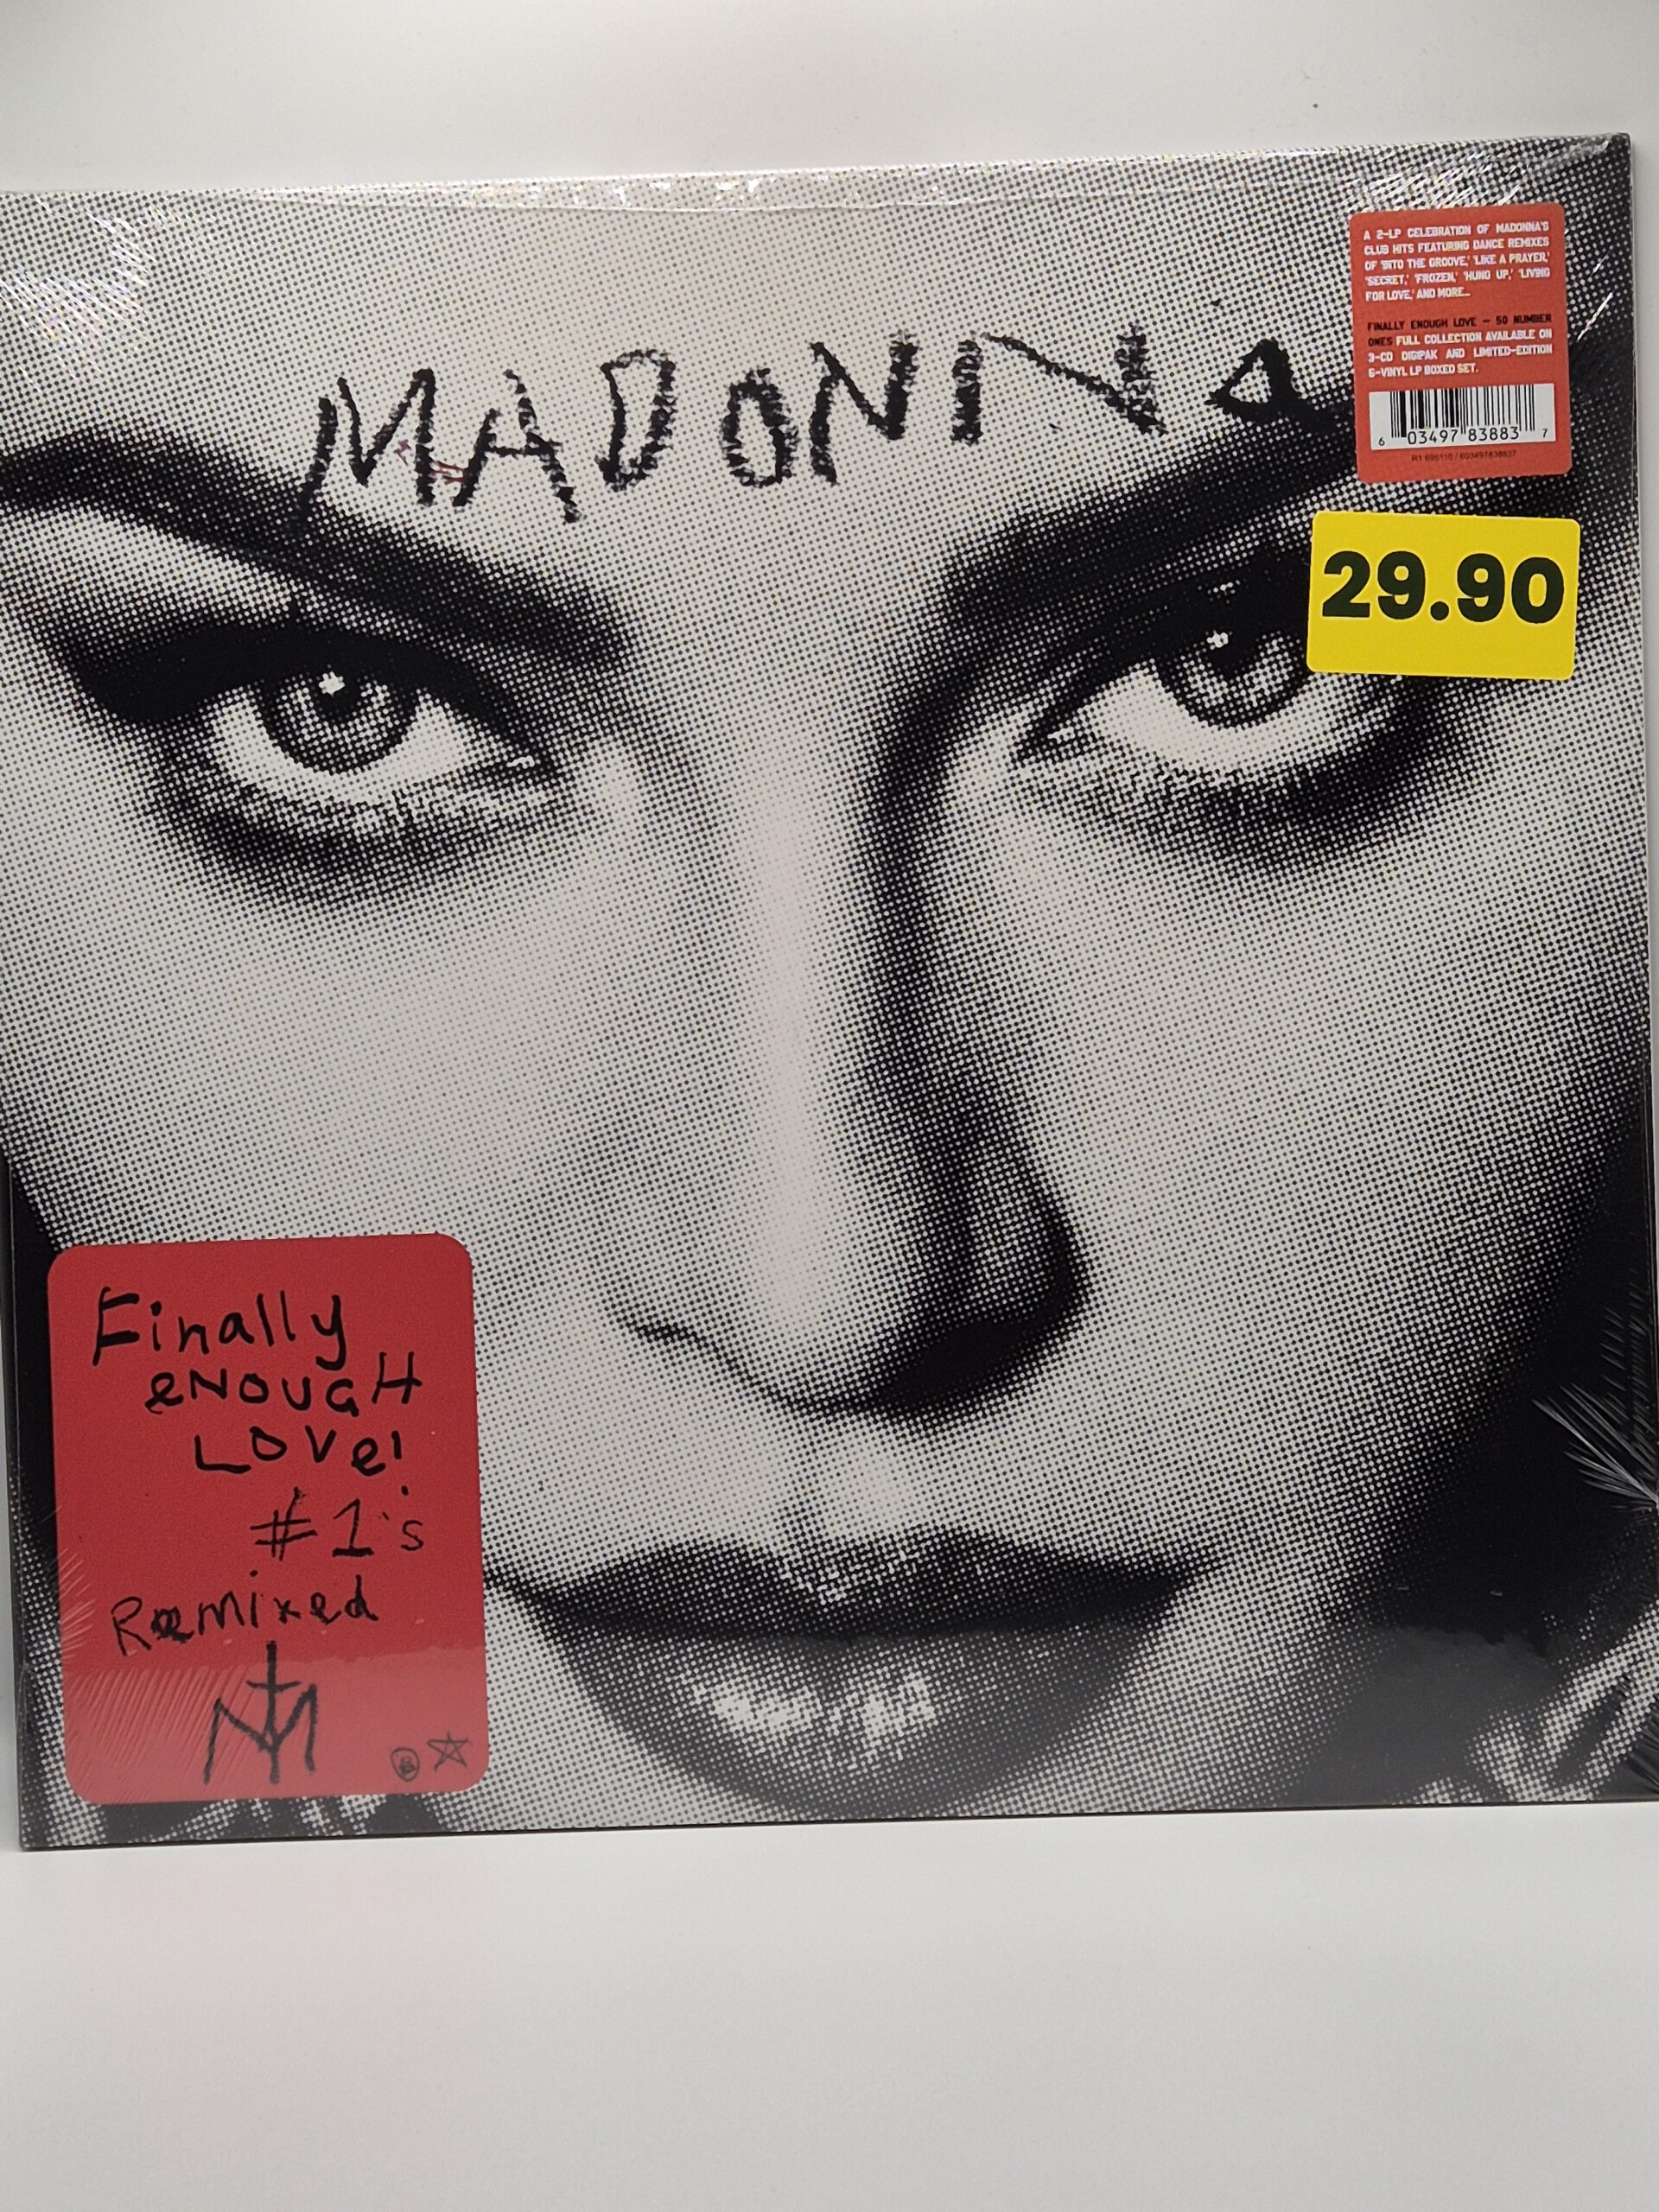 MADONNA
A 2-LP CELEBRATION OF MADONNA'S
CLUB HITS FEATURING DANCE REMIXES
OF 'INTO THE GROOVE,' 'LIKE A PRAYER,'
'SECRET,' 'FROZEN,' 'HUNG UP,' 'LIVING
FOR LOVE,' AND MORE...
FINALLY ENOUGH LOVE – 50 NUMBER
ONES FULL COLLECTION AVAILABLE ON
3-CD DIGIPAK AND LIMITED-EDITION
6-VINYL LP BOXED SET.
6 03497 83883 7
R1 695110 / 603497838837
29.90
Finally
eNOUGH
LOVe!
#1's
Remixed
M
B